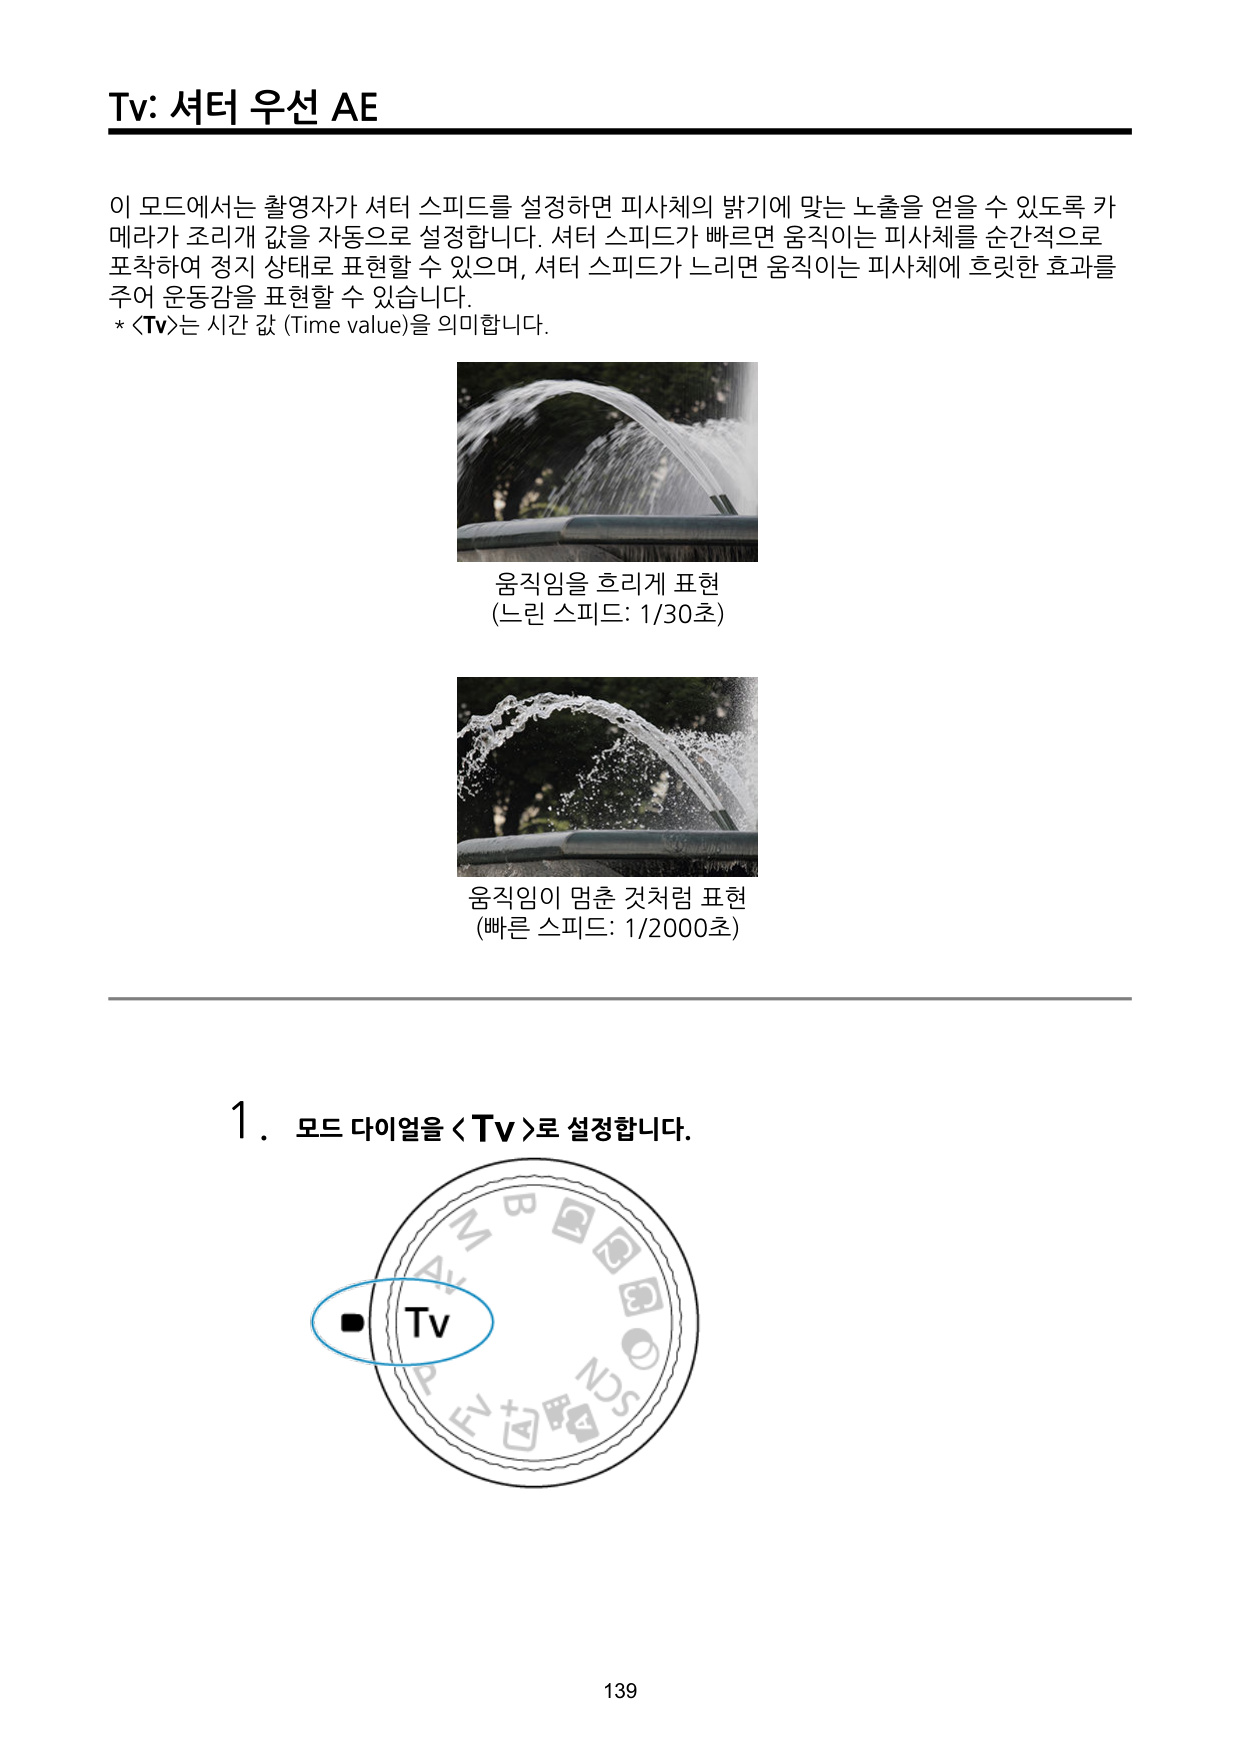 Tv: 셔터 우선 AE
이 모드에서는 촬영자가 셔터 스피드를 설정하면 피사체의 밝기에 맞는 노출을 얻을 수 있도록 카
메라가 조리개 값을 자동으로 설정합니다. 셔터 스피드가 빠르면 움직이는 피사체를 순간적으로
포착하여 정지 상태로 표현할 수 있으며, 셔터 스피드가 느리면 움직이는 피사체에 흐릿한 효과를
주어 운동감을 표현할 수 있습니다.
* <Tv>는 시간 값 (Time value)을 의미합니다.
움직임을 흐리게 표현
(느린 스피드: 1/30초)
움직임이 멈춘 것처럼 표현
(빠른 스피드: 1/2000초)
1. 모드 다이얼을 < Tv >로 설정합니다.
B
M
C1
C2
Av
C3
Tv
P
SCN
Fv
A+
A
139